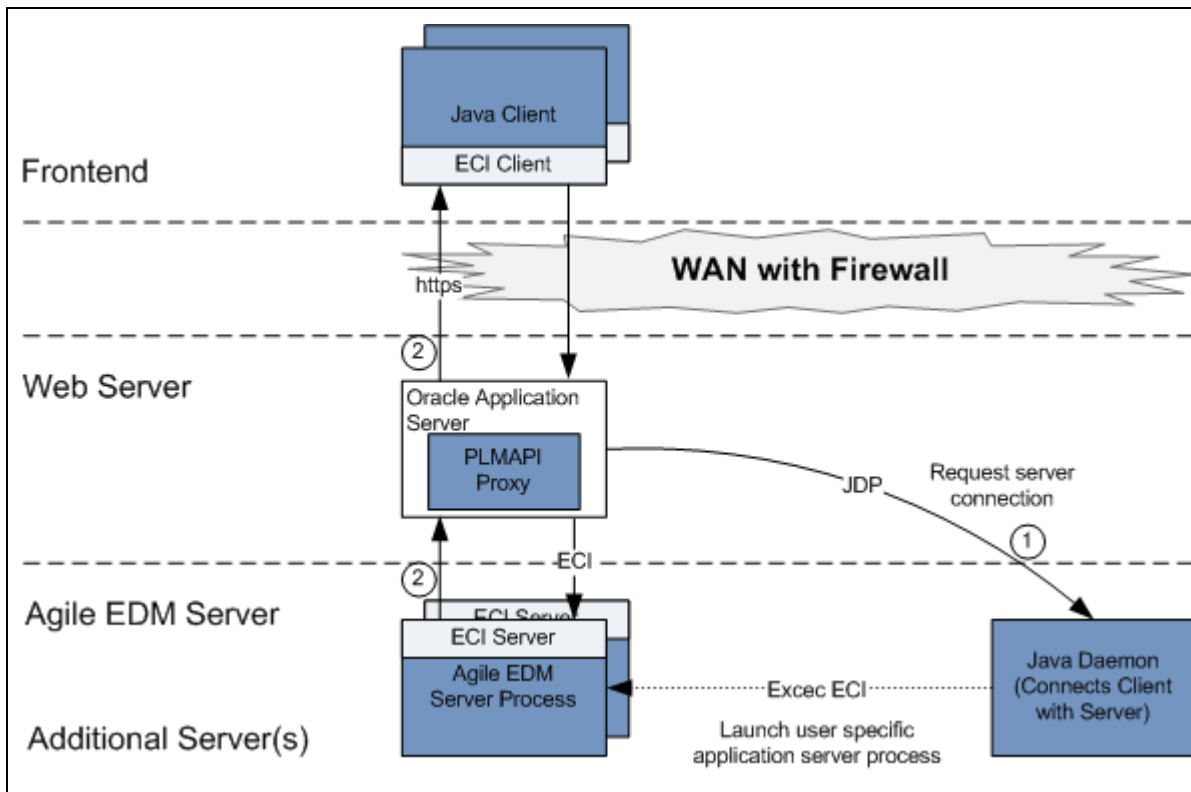 Java Client
ECI Client
Frontend
WAN with Firewall
https
2
Web Server
Oracle Application
Server
PLMAPI
Proxy
JDP
Request server
connection
1
ECI
2
Agile EDM Server
ECI Server
ECI Server
Agile EDM
Server Process
Excec ECI
Java Daemon
(Connects Client
with Server)
Launch user specific
application server process
Additional Server(s)